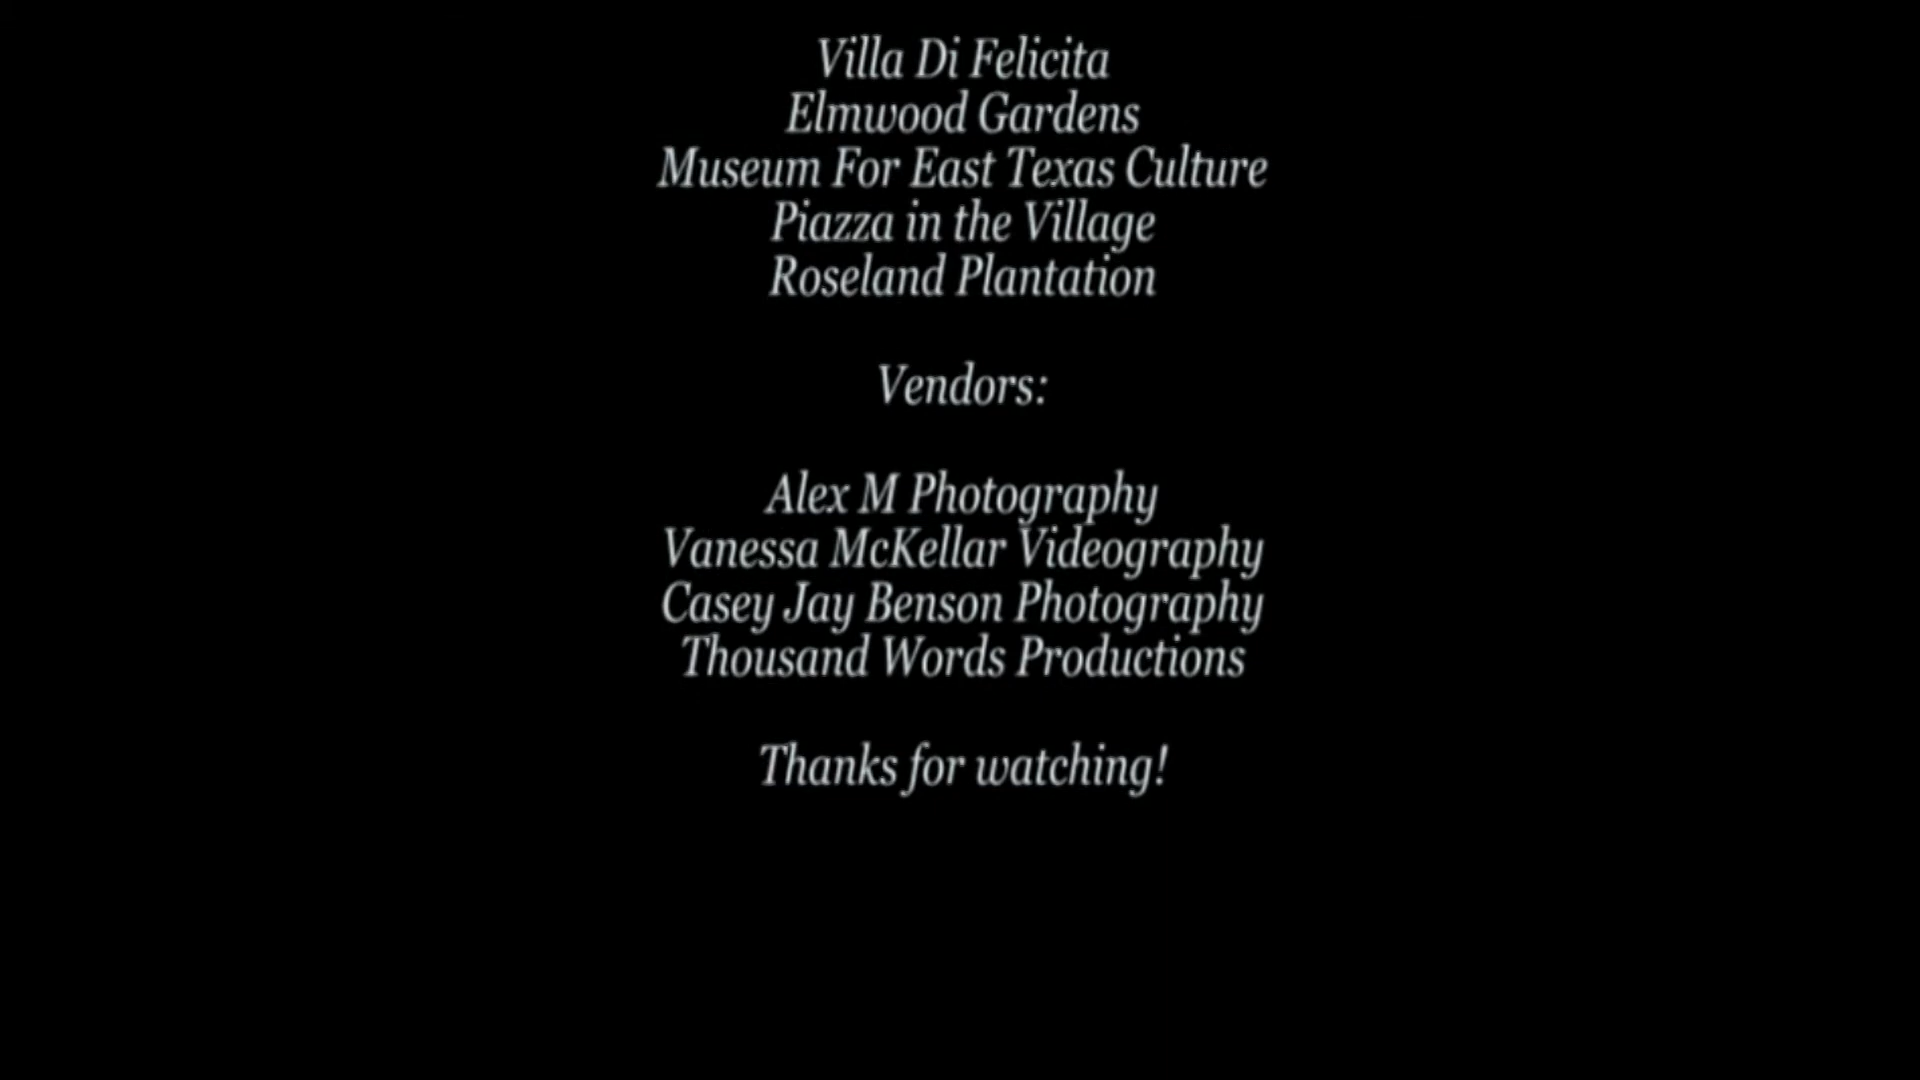 Villa Di Felicita
Elmwood Gardens
Museum For East Texas Culture
Piazza in the Village
Roseland Plantation
Vendors:
Alex M Photography
Vanessa McKellar Videography
Casey Jay Benson Photography
Thousand Words Productions
Thanks for watching!